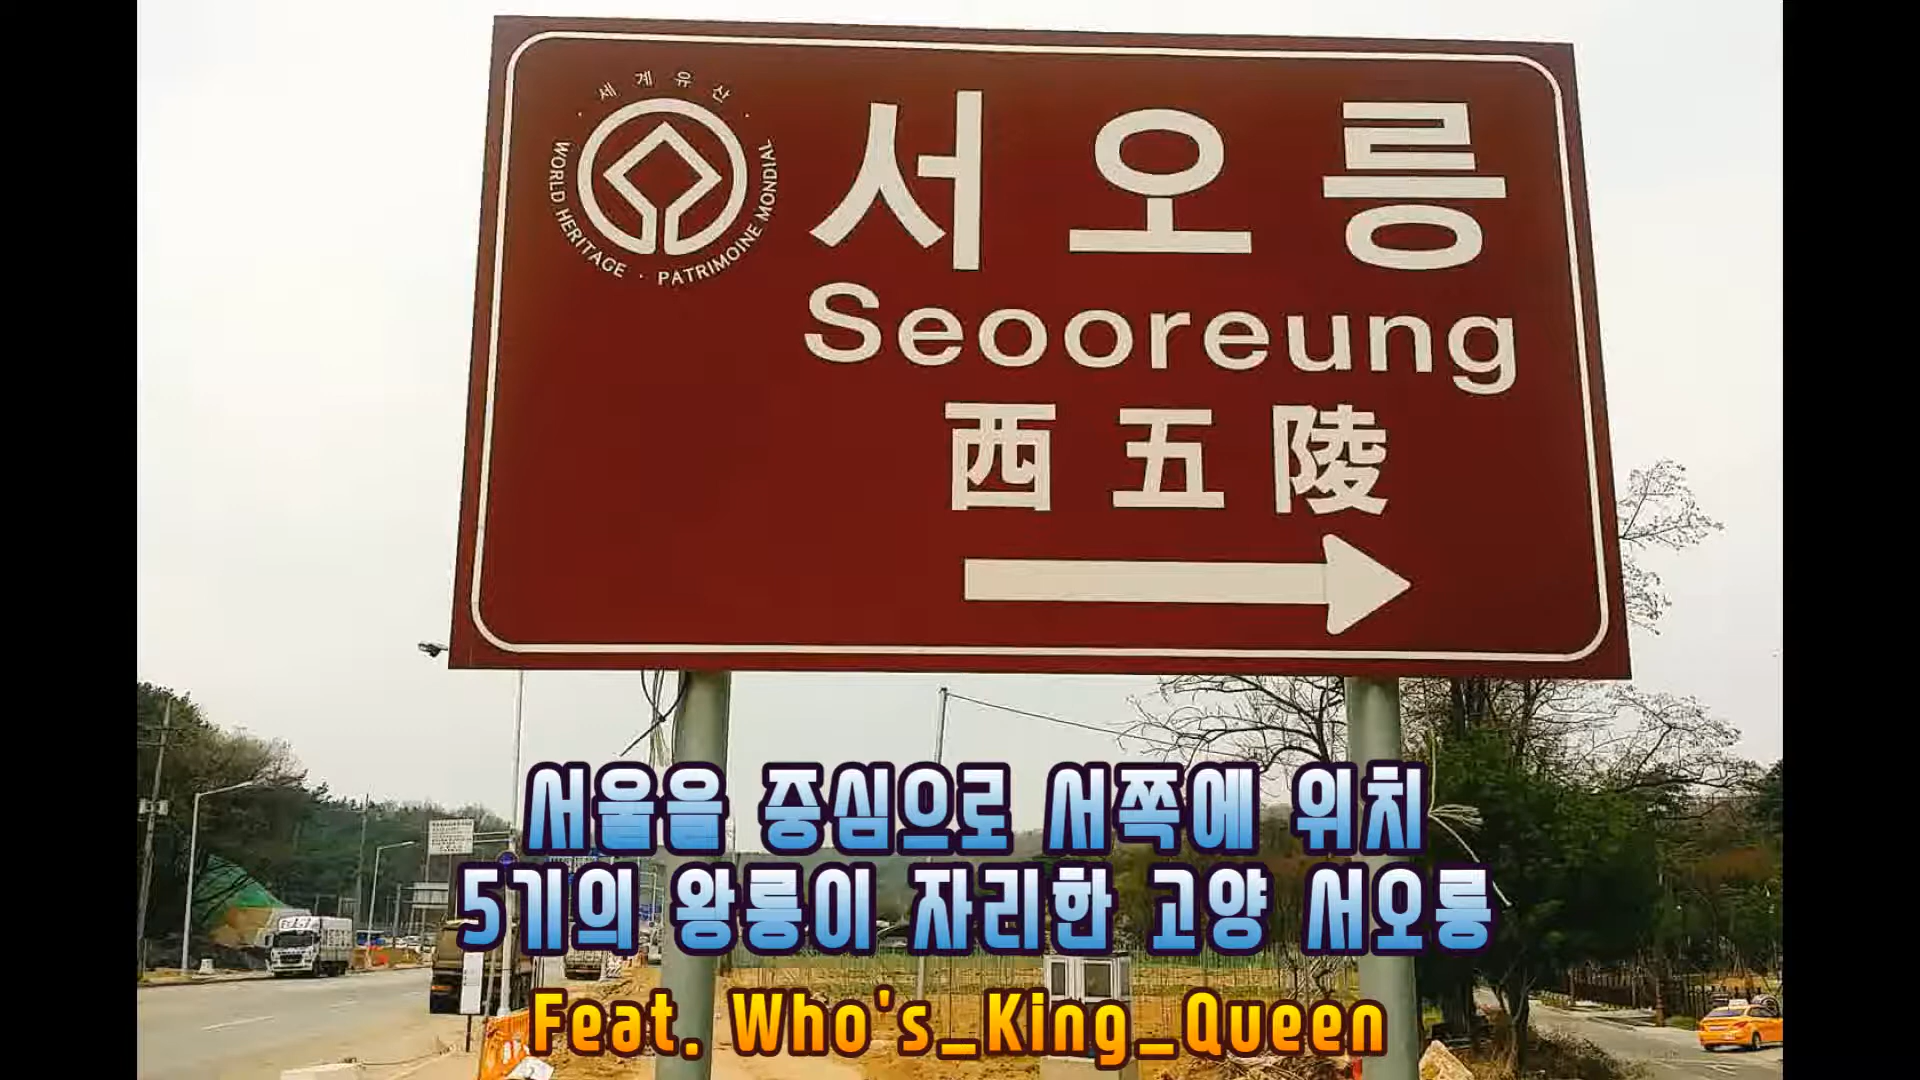 세계유산
WORLD HERITAGE · PATRIMOINE MONDIAL
서오릉
Seooreung
西五陵
서울을 중심으로 서쪽에 위치
5기의 왕릉이 자리한 고양 서오릉
Feat. Who's_King_Queen